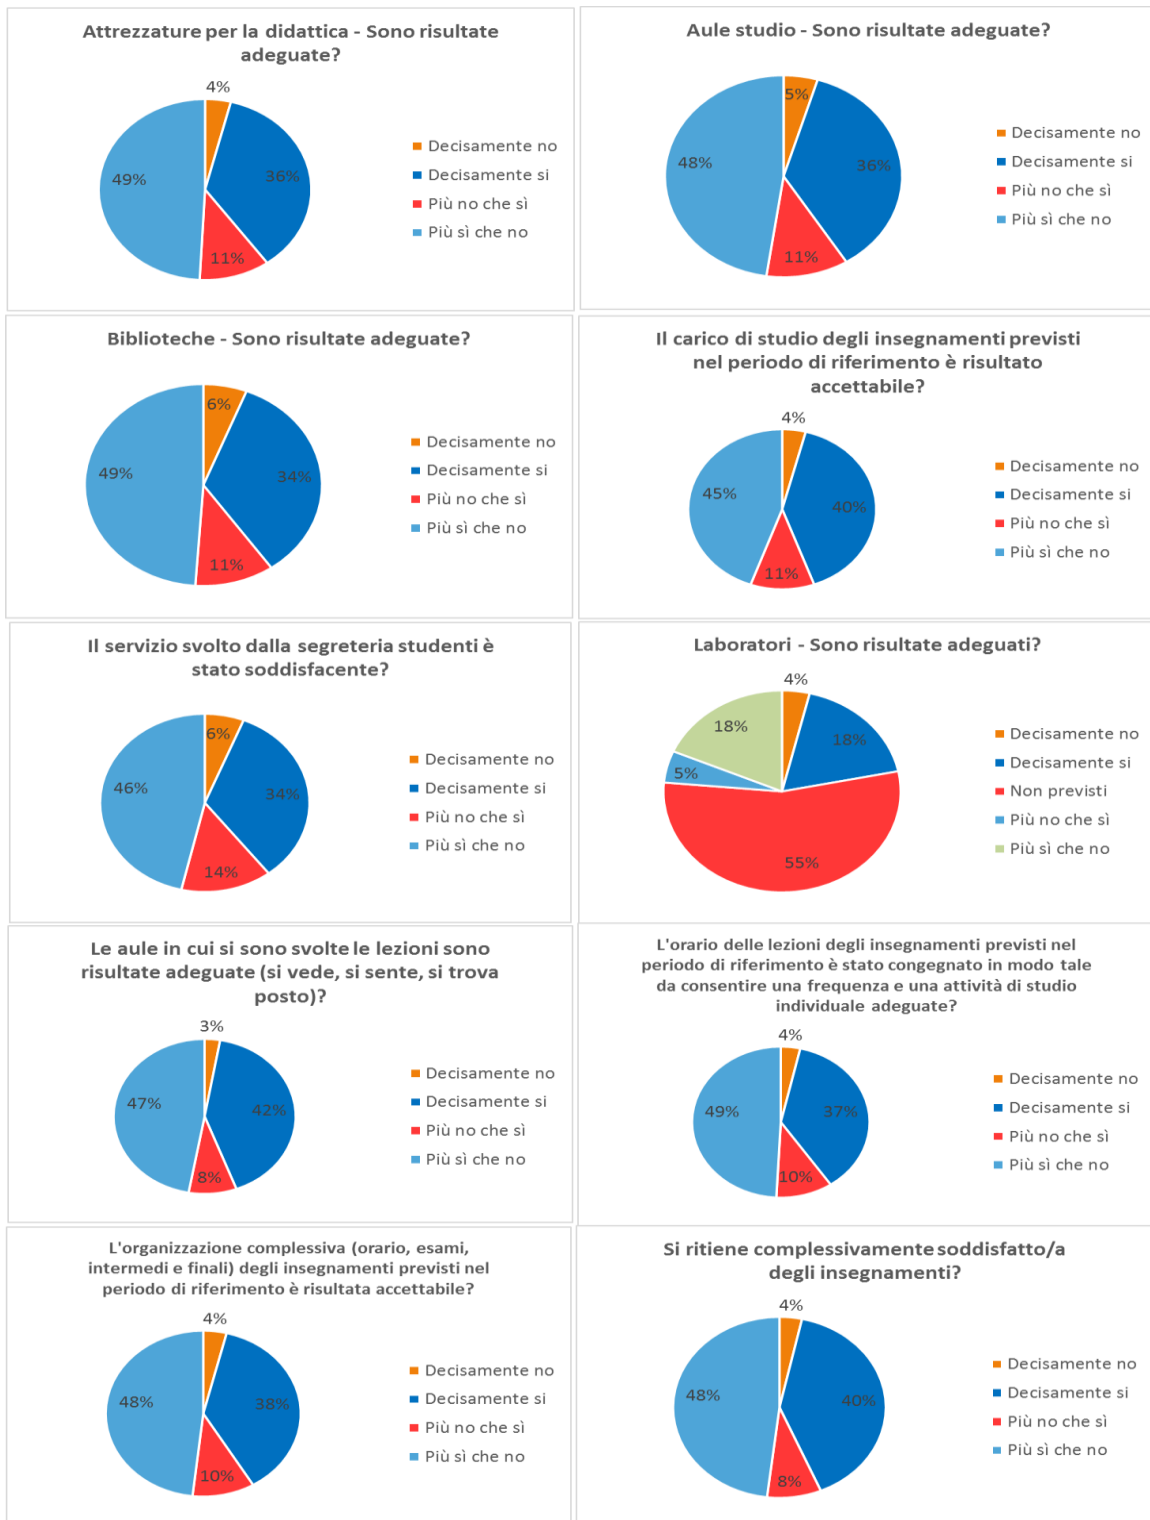 Attrezzature per la didattica - Sono risultate
adeguate?
4%
36%
11%
49%
Decisamente no
Decisamente si
Più no che sì
Più sì che no
Aule studio - Sono risultate adeguate?
5%
36%
11%
48%
Decisamente no
Decisamente si
Più no che sì
Più sì che no
Biblioteche - Sono risultate adeguate?
6%
34%
11%
49%
Decisamente no
Decisamente si
Più no che sì
Più sì che no
Il carico di studio degli insegnamenti previsti
nel periodo di riferimento è risultato
accettabile?
4%
40%
11%
45%
Decisamente no
Decisamente si
Più no che sì
Più sì che no
Il servizio svolto dalla segreteria studenti è
stato soddisfacente?
6%
34%
14%
46%
Decisamente no
Decisamente si
Più no che sì
Più sì che no
Laboratori - Sono risultate adeguati?
4%
18%
55%
5%
18%
Decisamente no
Decisamente si
Non previsti
Più no che sì
Più sì che no
Le aule in cui si sono svolte le lezioni sono
risultate adeguate (si vede, si sente, si trova
posto)?
3%
42%
8%
47%
Decisamente no
Decisamente si
Più no che sì
Più sì che no
L'orario delle lezioni degli insegnamenti previsti nel
periodo di riferimento è stato congegnato in modo tale
da consentire una frequenza e una attività di studio
individuale adeguate?
4%
37%
10%
49%
Decisamente no
Decisamente si
Più no che sì
Più sì che no
L'organizzazione complessiva (orario, esami,
intermedi e finali) degli insegnamenti previsti nel
periodo di riferimento è risultata accettabile?
4%
38%
10%
48%
Decisamente no
Decisamente si
Più no che sì
Più sì che no
Si ritiene complessivamente soddisfatto/a
degli insegnamenti?
4%
40%
8%
48%
Decisamente no
Decisamente si
Più no che sì
Più sì che no